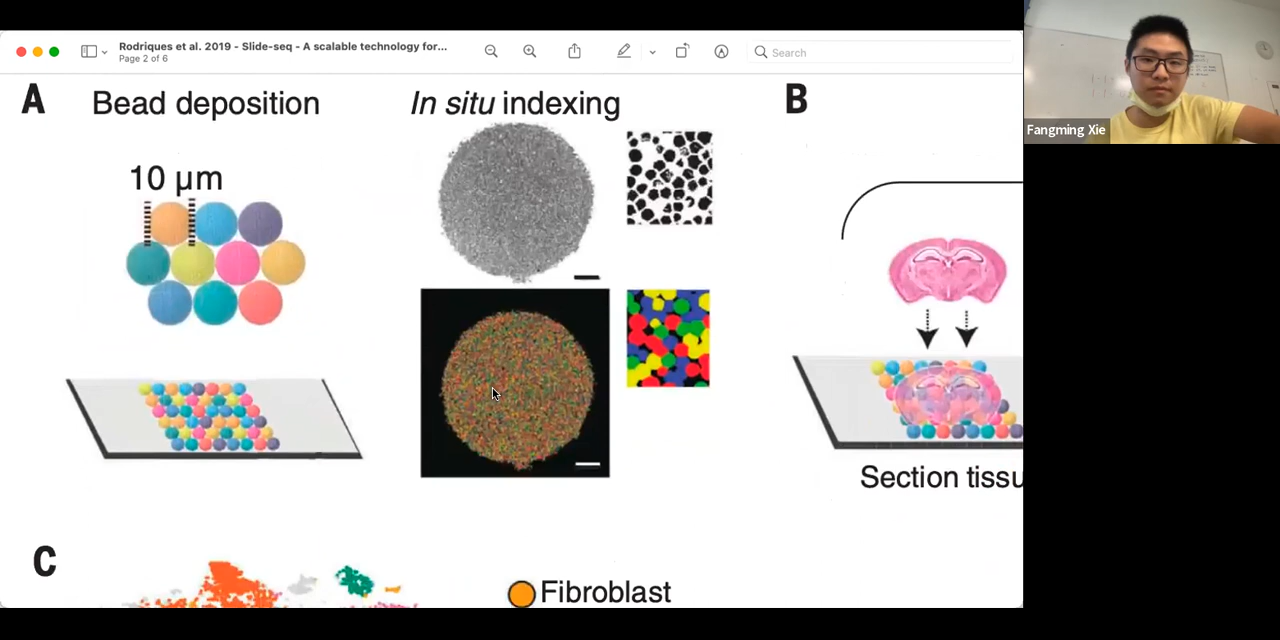 Rodriques et al. 2019 - Slide-seq - A scalable technology for...
Page 2 of 6
Search
A
Bead deposition
In situ indexing
B
10 µm
Section tissu
C
Fibroblast
Fangming Xie